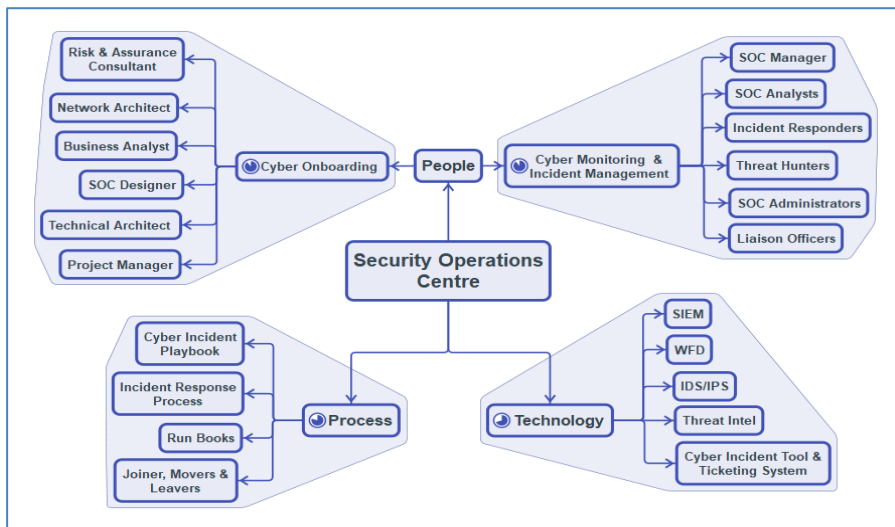 Risk & Assurance
Consultant
Network Architect
Business Analyst
SOC Designer
Technical Architect
Project Manager
Cyber Onboarding
People
Cyber Monitoring &
Incident Management
SOC Manager
SOC Analysts
Incident Responders
Threat Hunters
SOC Administrators
Liaison Officers
Security Operations
Centre
Cyber Incident
Playbook
Incident Response
Process
Run Books
Joiner, Movers &
Leavers
Process
Technology
SIEM
WFD
IDS/IPS
Threat Intel
Cyber Incident Tool &
Ticketing System